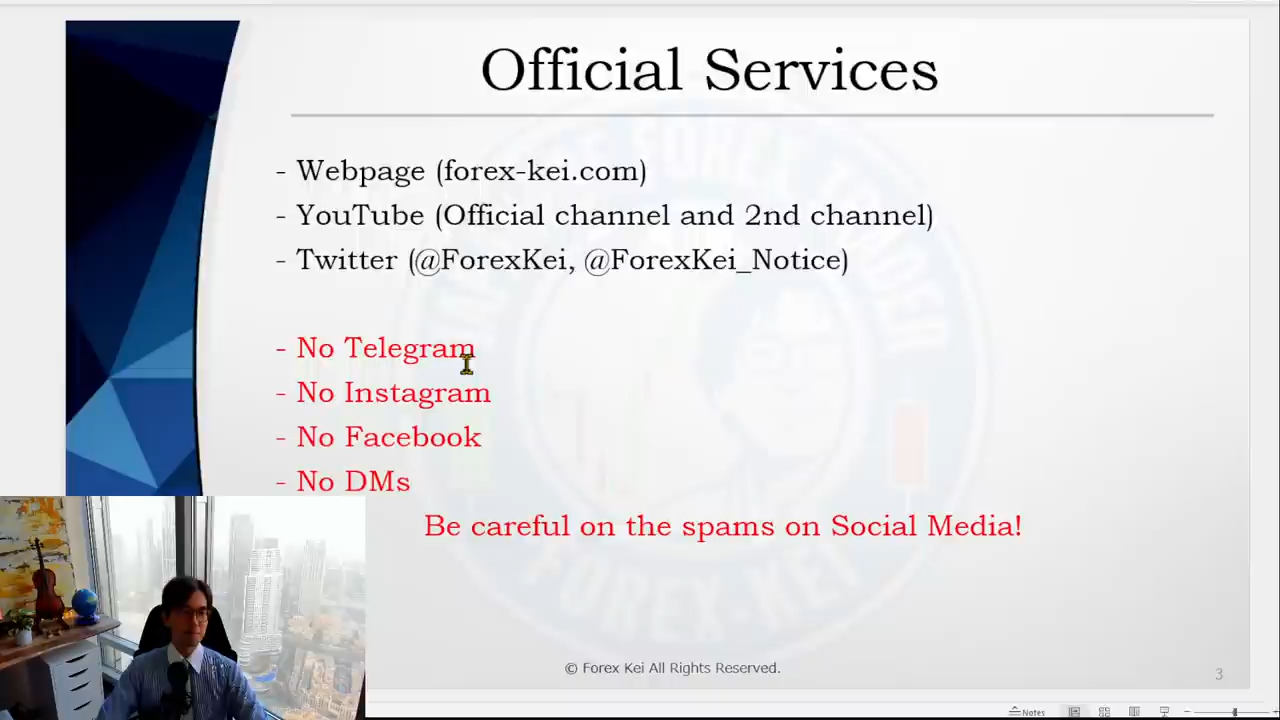 Official Services
- Webpage (forex-kei.com)
- YouTube (Official channel and 2nd channel)
- Twitter (@ForexKei, @ForexKei_Notice)
- No Telegram
- No Instagram
- No Facebook
- No DMs
Be careful on the spams on Social Media!
© Forex Kei All Rights Reserved.
3
Notes